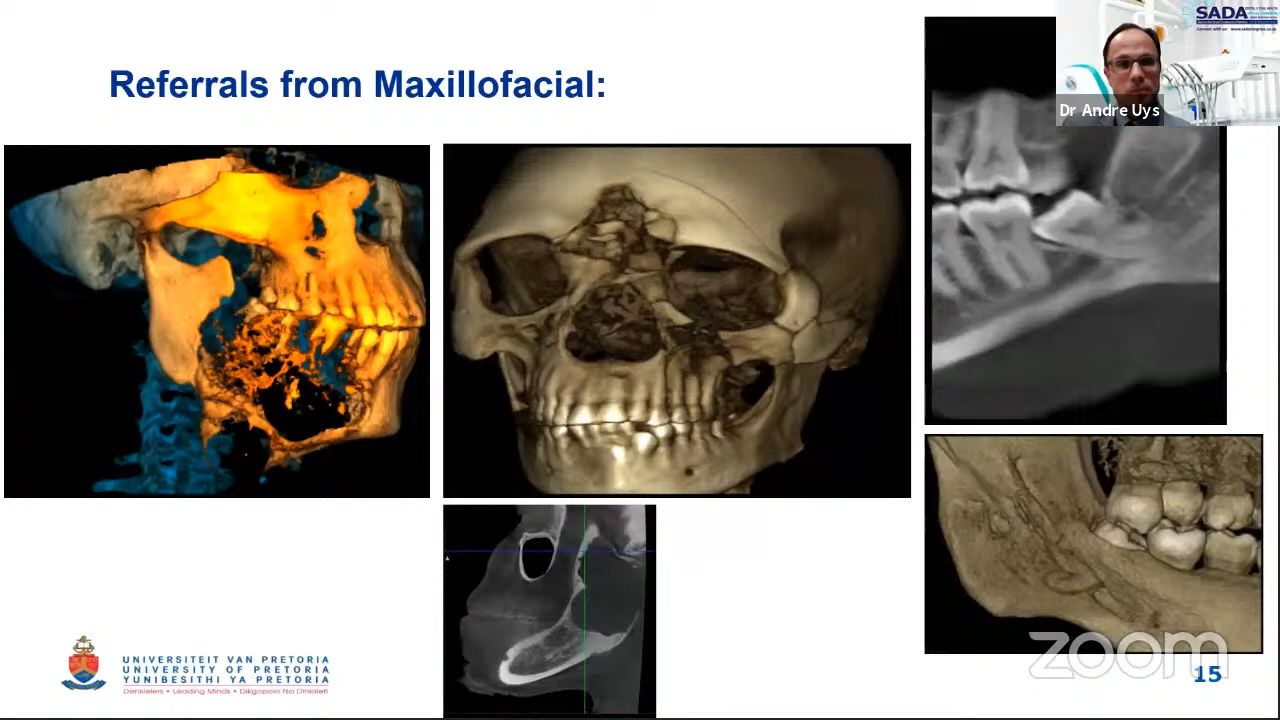 SADA
Dr Andre Uys
Referrals from Maxillofacial:
UNIVERSITEIT VAN PRETORIA
UNIVERSITY OF PRETORIA
YUNIBESITHI YA PRETORIA
Denkleiers • Leading Minds • Dikgopolo tša Dihlalefi
zoom
15